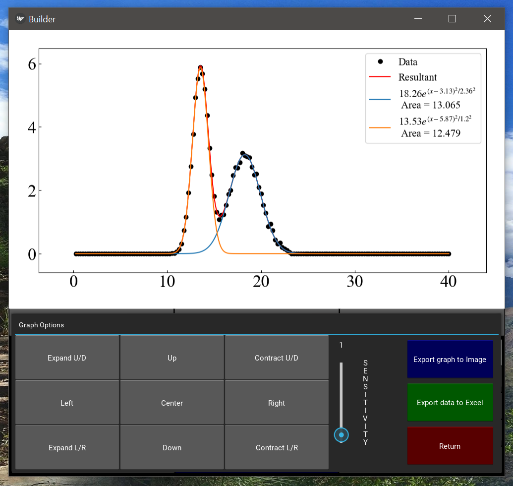 Builder
6
4
2
0
0
10
20
30
40
Data
Resultant
18.26e^{(x−3.13)^2/2.36^2}
Area = 13.065
13.53e^{(x−5.87)^2/1.2^2}
Area = 12.479
Graph Options
Expand U/D
Up
Contract U/D
Left
Center
Right
Expand L/R
Down
Contract L/R
1
SENSITIVITY
Export graph to Image
Export data to Excel
Return